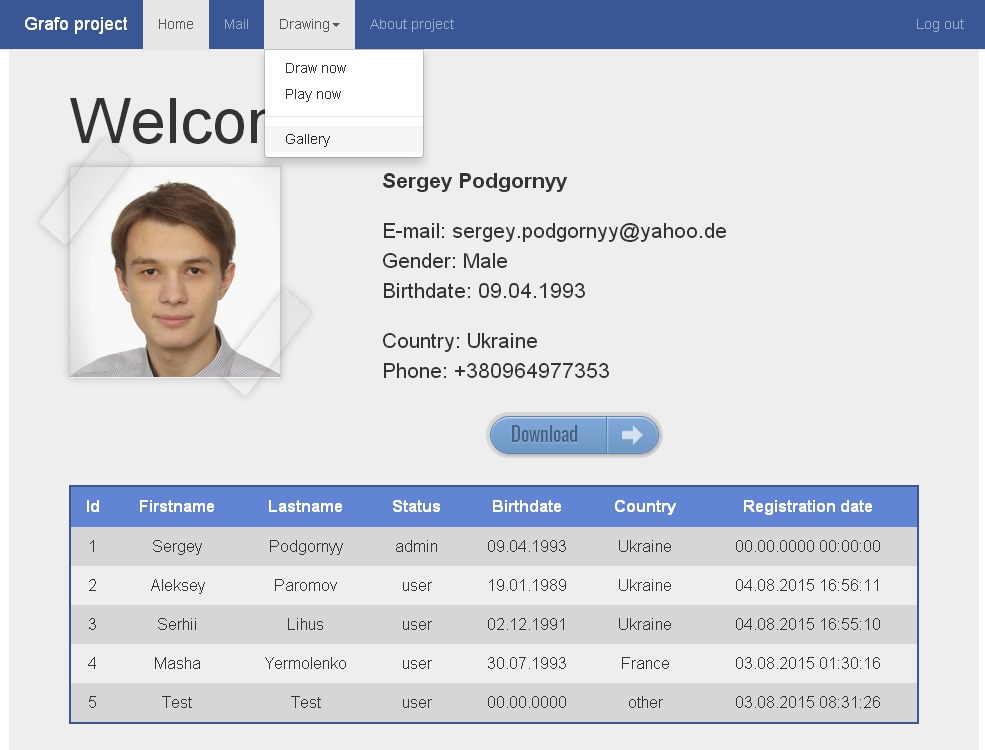 Grafo project Home Mail Drawing About project Log out
Draw now
Play now
Gallery
Sergey Podgornyy
E-mail: sergey.podgornyy@yahoo.de
Gender: Male
Birthdate: 09.04.1993
Country: Ukraine
Phone: +380964977353
Download
Id Firstname Lastname Status Birthdate Country Registration date
1 Sergey Podgornyy admin 09.04.1993 Ukraine 00.00.0000 00:00:00
2 Aleksey Paromov user 19.01.1989 Ukraine 04.08.2015 16:56:11
3 Serhii Lihus user 02.12.1991 Ukraine 04.08.2015 16:55:10
4 Masha Yermolenko user 30.07.1993 France 03.08.2015 01:30:16
5 Test Test user 00.00.0000 other 03.08.2015 08:31:26